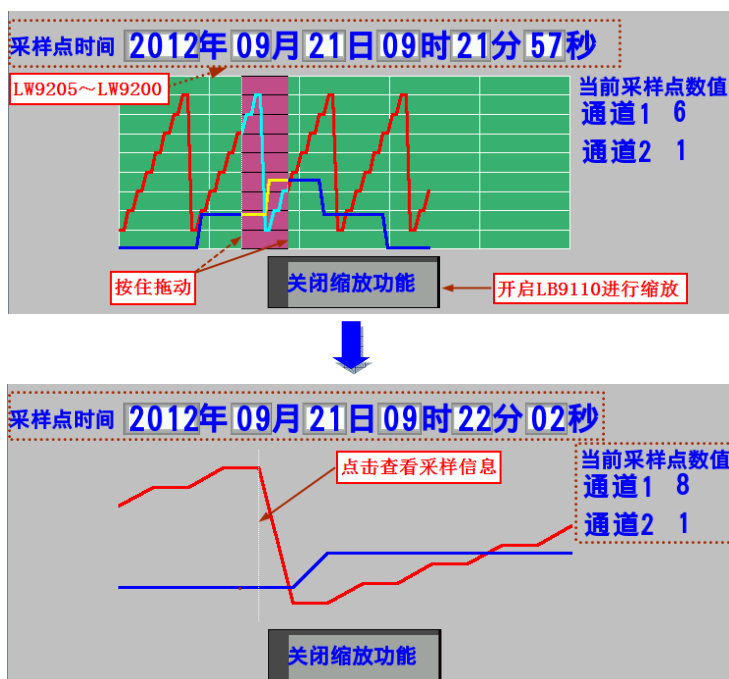 采样点时间 2012年09月21日09时21分57秒
LW9205～LW9200
当前采样点数值
通道1 6
通道2 1
按住拖动
关闭缩放功能
开启LB9110进行缩放
采样点时间 2012年09月21日09时22分02秒
点击查看采样信息
当前采样点数值
通道1 8
通道2 1
关闭缩放功能